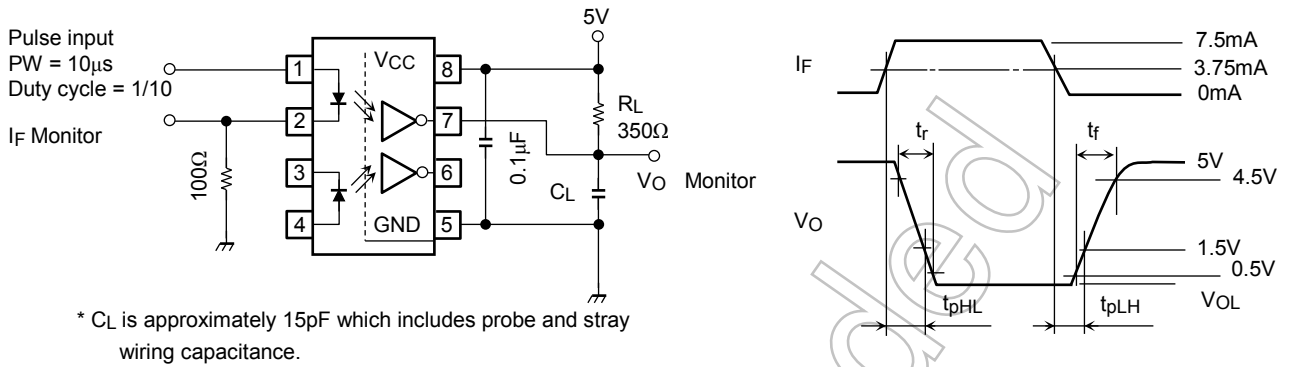 Pulse input
PW = 10μs
Duty cycle = 1/10
IF Monitor
100Ω
1
2
3
4
VCC
GND
8
7
6
5
0.1μF
5V
RL
350Ω
CL
VO Monitor
* CL is approximately 15pF which includes probe and stray
wiring capacitance.
IF
7.5mA
3.75mA
0mA
tr
tf
5V
4.5V
VO
1.5V
0.5V
VOL
tpHL
tpLH
ded